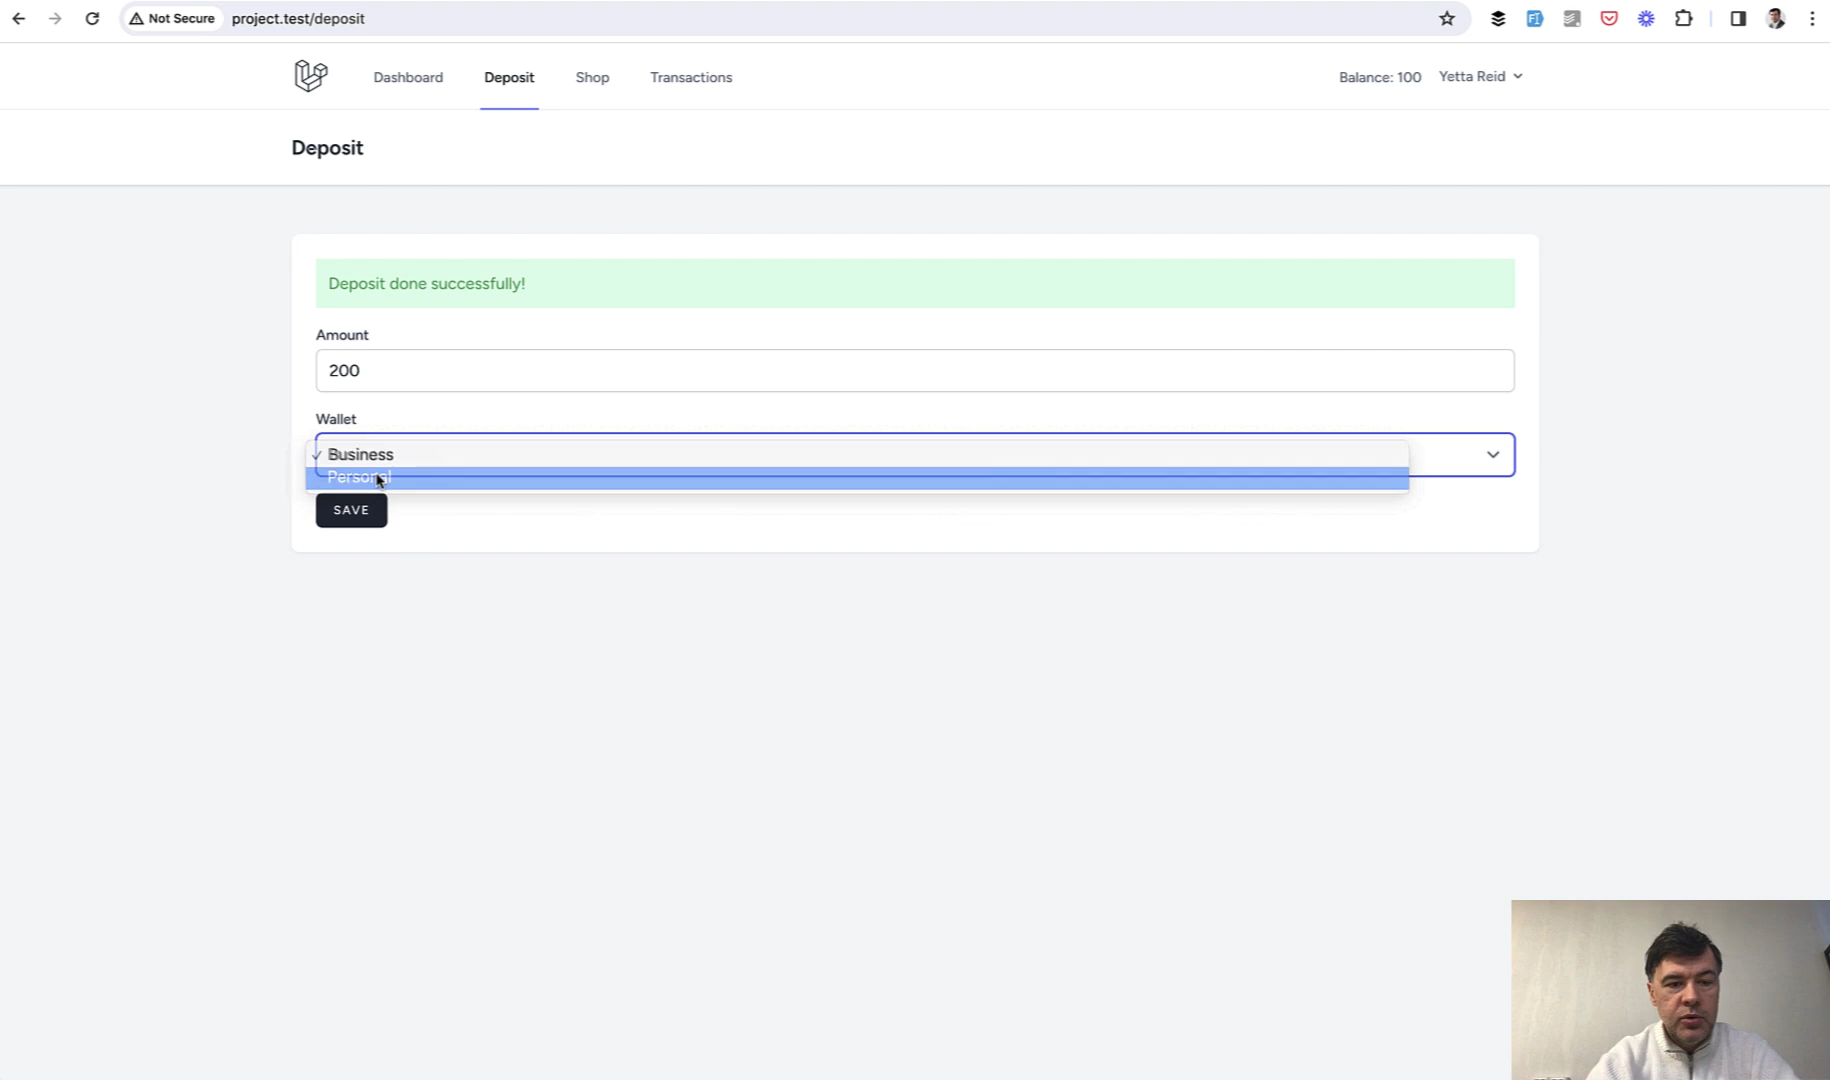 Not Secure project.test/deposit
Dashboard Deposit Shop Transactions Balance: 100 Yetta Reid
Deposit
Deposit done successfully!
Amount
200
Wallet
Business
Personal
SAVE